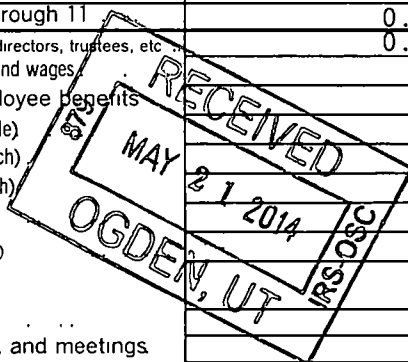 rough 11 0.
directors, trustees, etc . 0.
nd wages
loyee benefits
le)
ch)
h)
)
, and meetings
RECEIVED
879
MAY 21 2014
IRS-OSC
OGDEN, UT